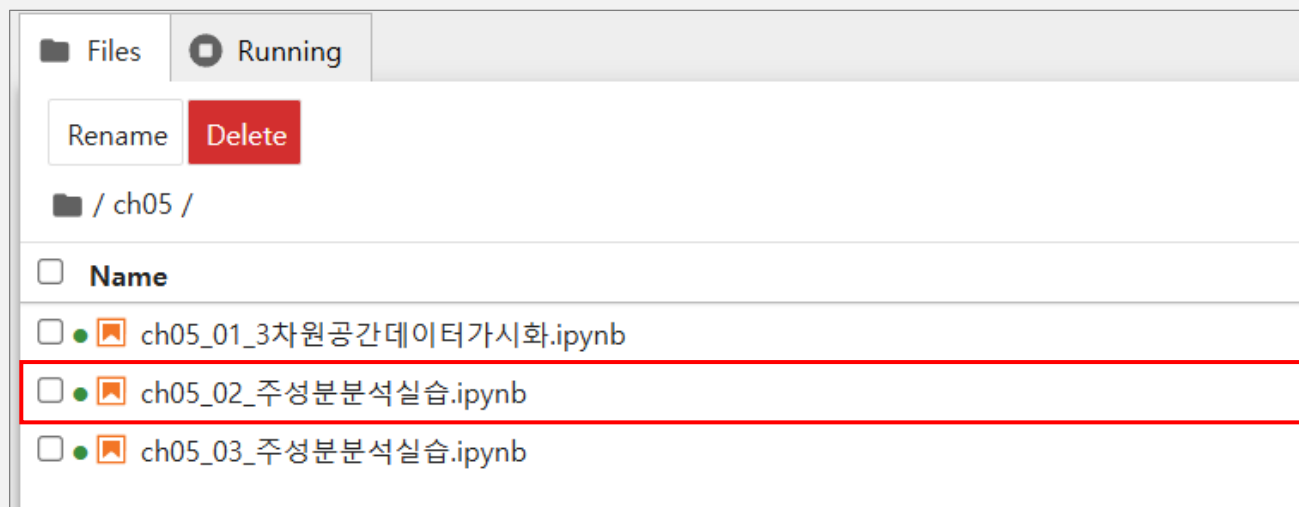 Files Running
Rename Delete
/ ch05 /
Name
ch05_01_3차원공간데이터가시화.ipynb
ch05_02_주성분분석실습.ipynb
ch05_03_주성분분석실습.ipynb